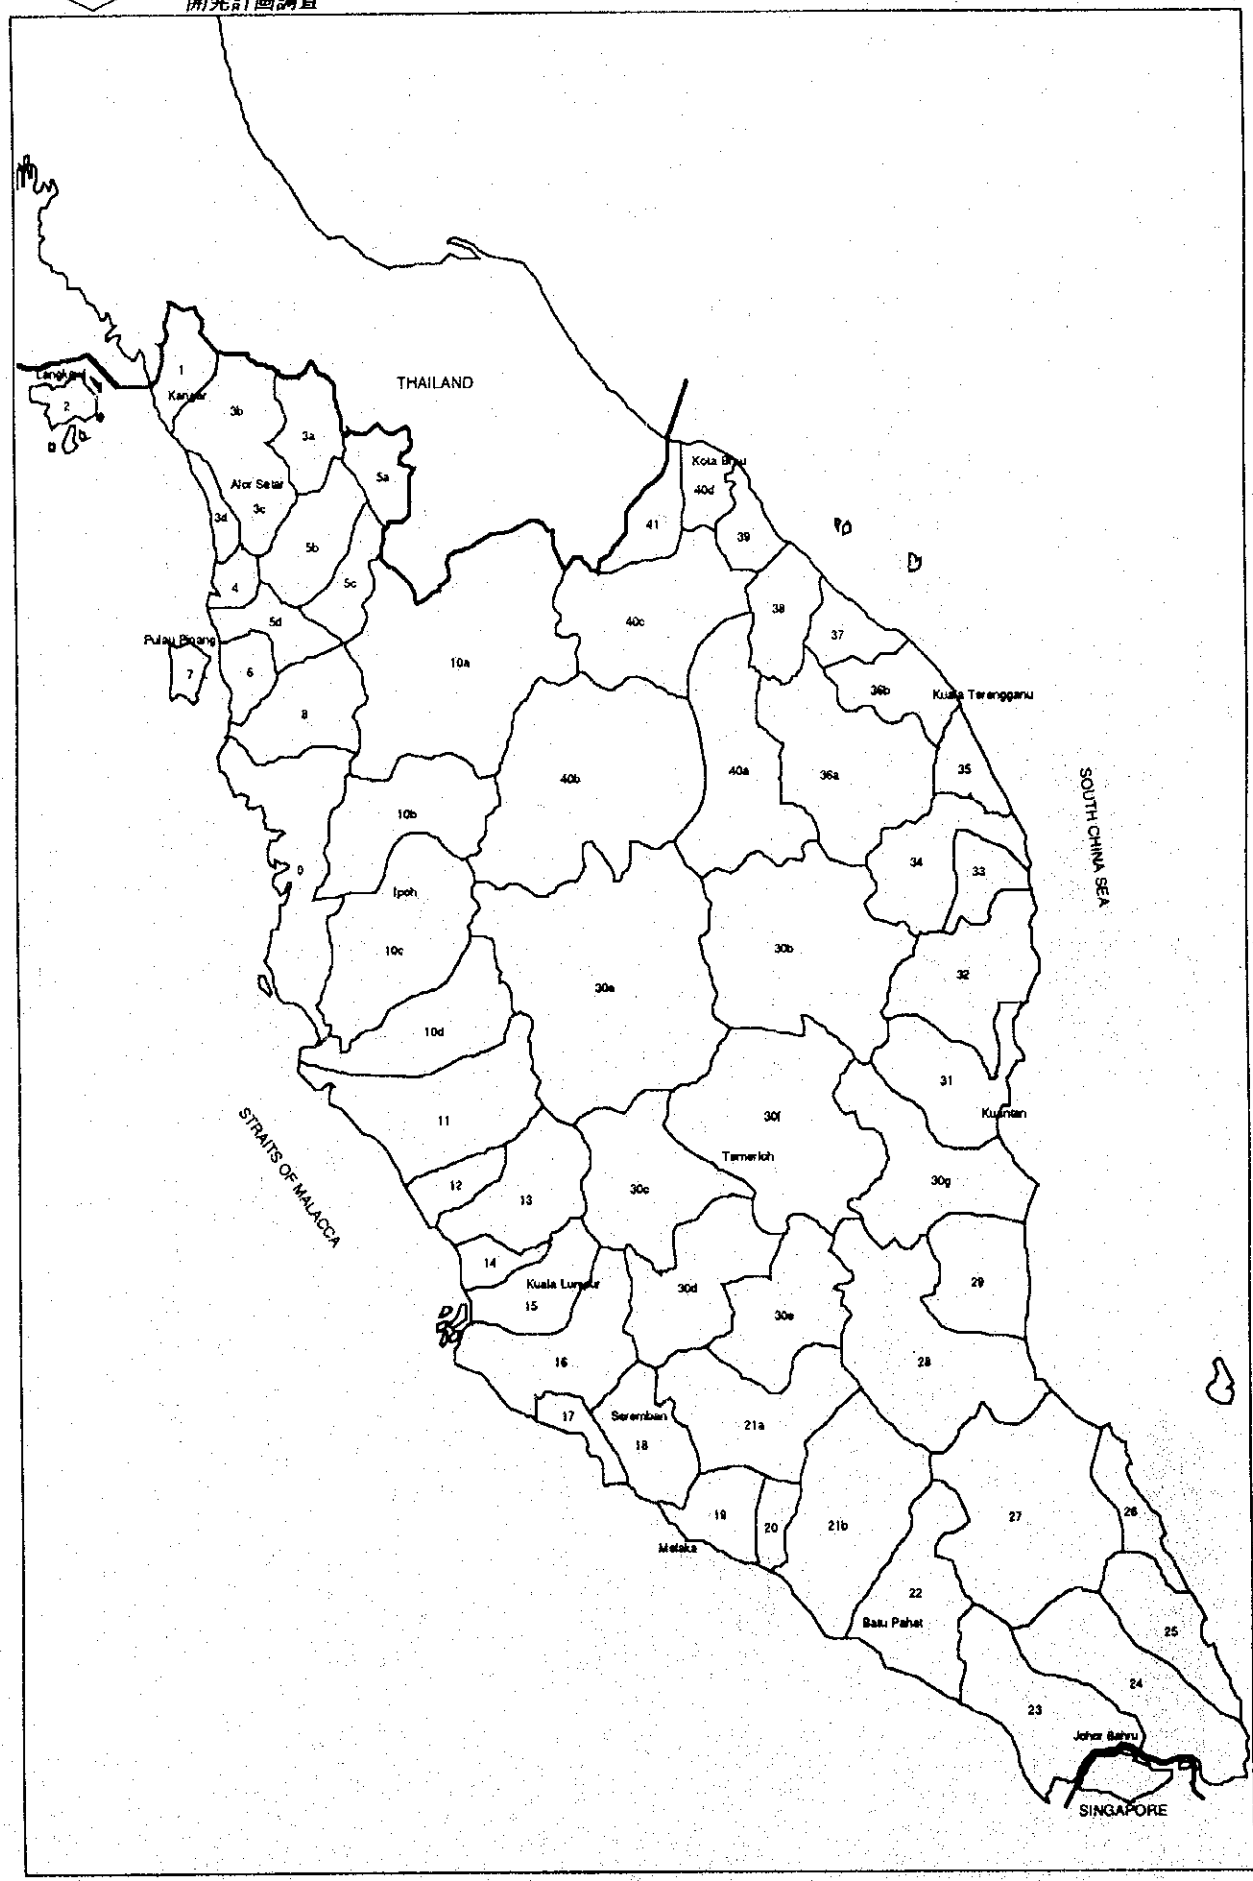 開発計画調査
THAILAND
SOUTH CHINA SEA
STRAITS OF MALACCA
SINGAPORE
Langkawi
2
1
Kangar
3b
3a
5a
Alor Setar
3c
3d
5b
5c
4
5d
Pulau Pinang
7
6
8
9
10a
10b
Ipoh
10c
10d
11
12
13
14
Kuala Lumpur
15
16
17
Seremban
18
19
Melaka
20
21a
21b
22
Batu Pahat
23
24
Johor Bahru
25
26
27
28
29
30a
30b
30c
30d
30e
30f
Temerloh
30g
31
Kuantan
32
33
34
35
36a
36b
Kuala Terengganu
37
38
39
Kota Bharu
40d
41
40c
40b
40a